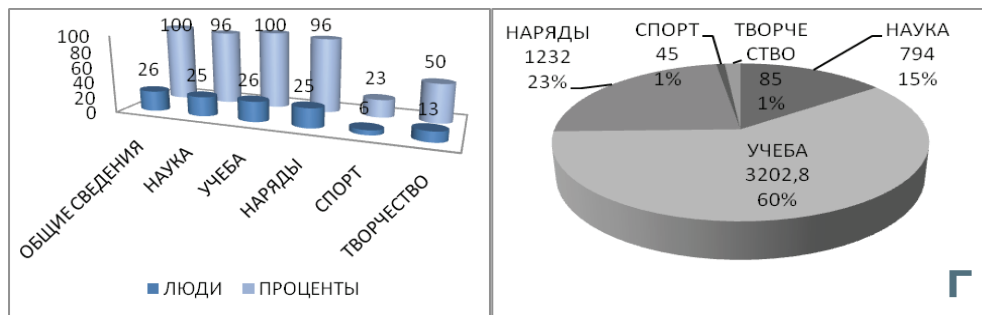 100
80
60
40
20
0
26
100
25
96
26
100
25
96
6
23
13
50
ОБЩИЕ СВЕДЕНИЯ
НАУКА
УЧЕБА
НАРЯДЫ
СПОРТ
ТВОРЧЕСТВО
ЛЮДИ
ПРОЦЕНТЫ
НАРЯДЫ
1232
23%
СПОРТ
45
1%
ТВОРЧЕ
СТВО
85
1%
НАУКА
794
15%
УЧЕБА
3202,8
60%
Г